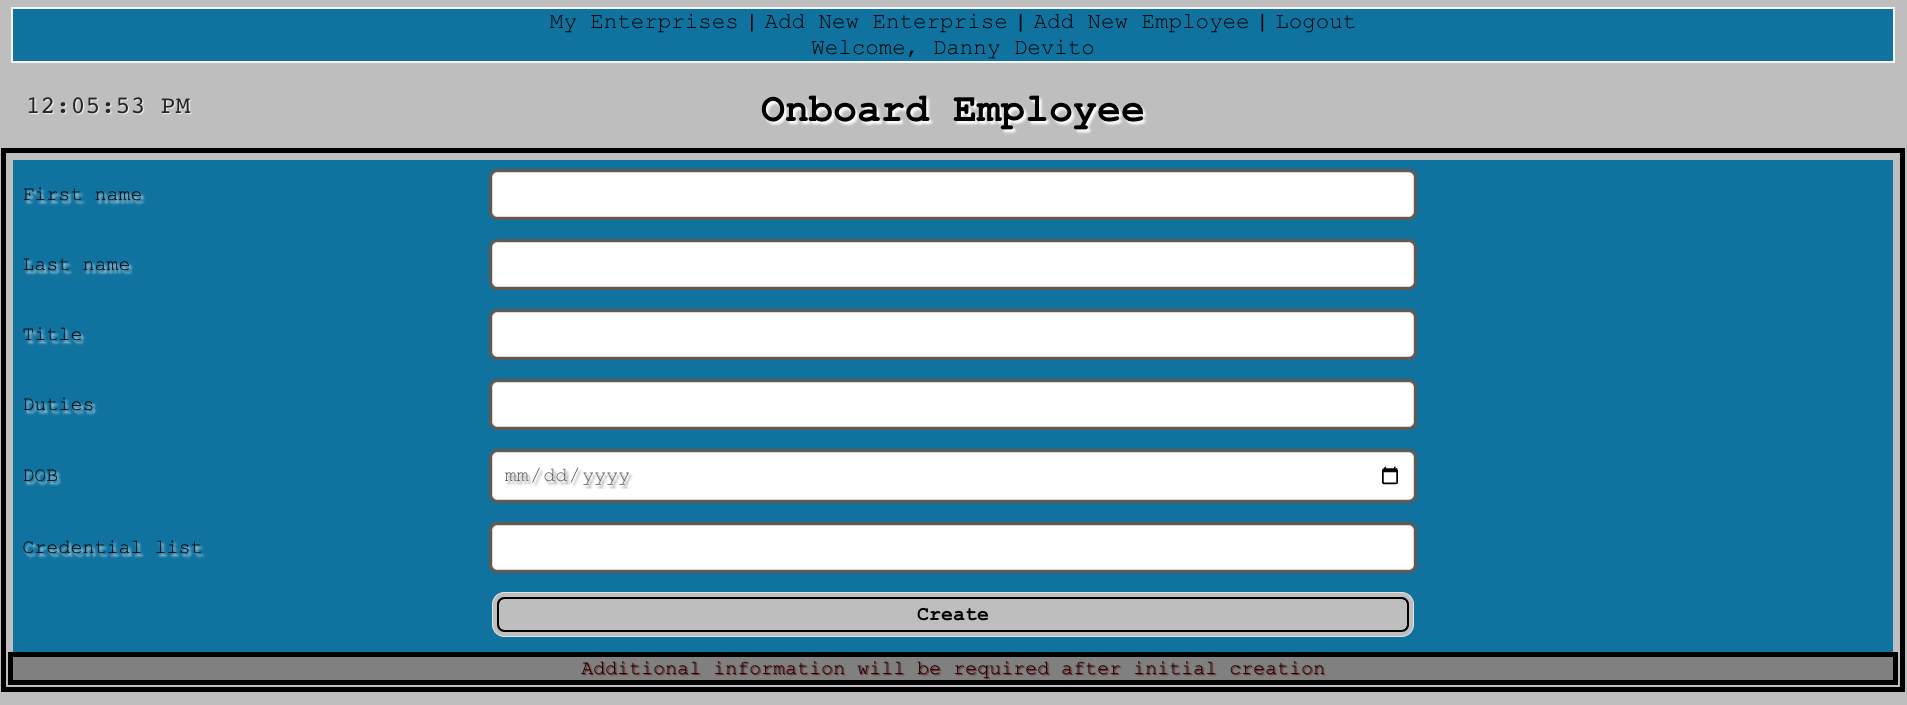 My Enterprises | Add New Enterprise | Add New Employee | Logout
Welcome, Danny Devito
12:05:53 PM
Onboard Employee
First name
Last name
Title
Duties
DOB
mm/dd/yyyy
Credential list
Create
Additional information will be required after initial creation